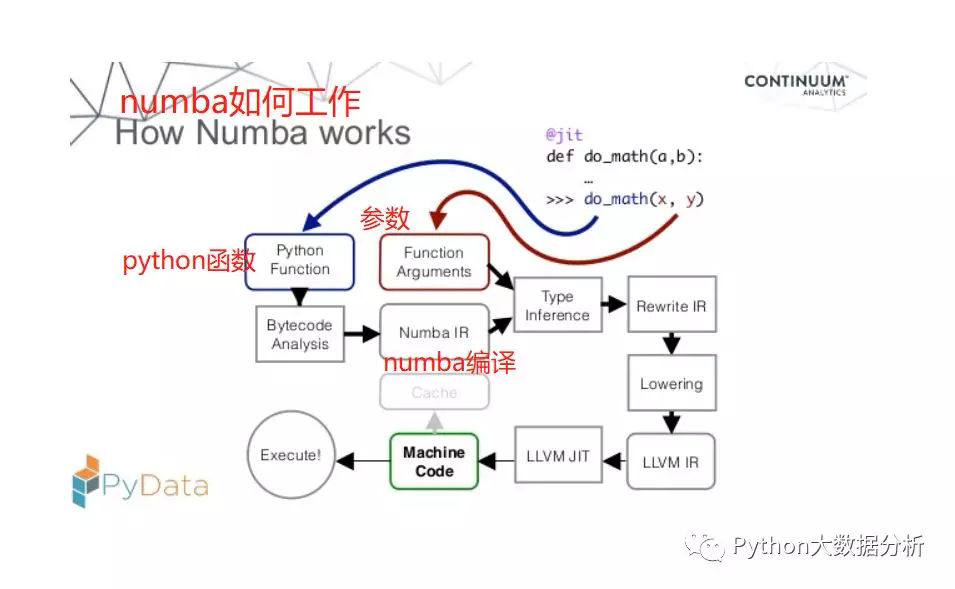 CONTINUUM
ANALYTICS
numba如何工作
How Numba works
@jit
def do_math(a,b):
…
>>> do_math(x, y)
参数
python函数
Python
Function
Function
Arguments
Type
Inference
Rewrite IR
Bytecode
Analysis
Numba IR
numba编译
Cache
Lowering
Execute!
Machine
Code
LLVM JIT
LLVM IR
PyData
Python大数据分析